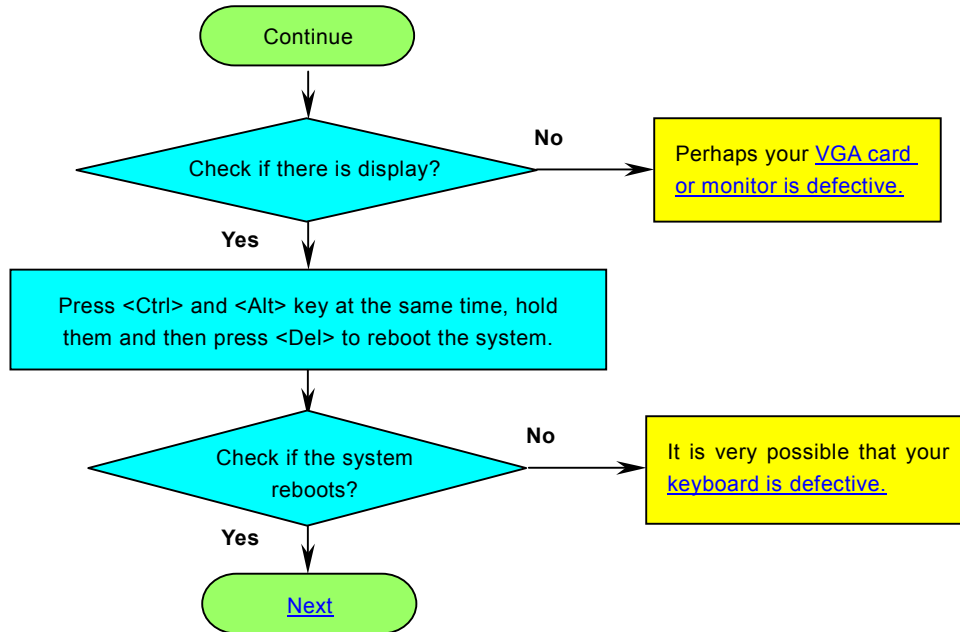 Continue
Check if there is display?
No
Perhaps your VGA card
or monitor is defective.
Yes
Press <Ctrl> and <Alt> key at the same time, hold
them and then press <Del> to reboot the system.
Check if the system
reboots?
No
It is very possible that your
keyboard is defective.
Yes
Next